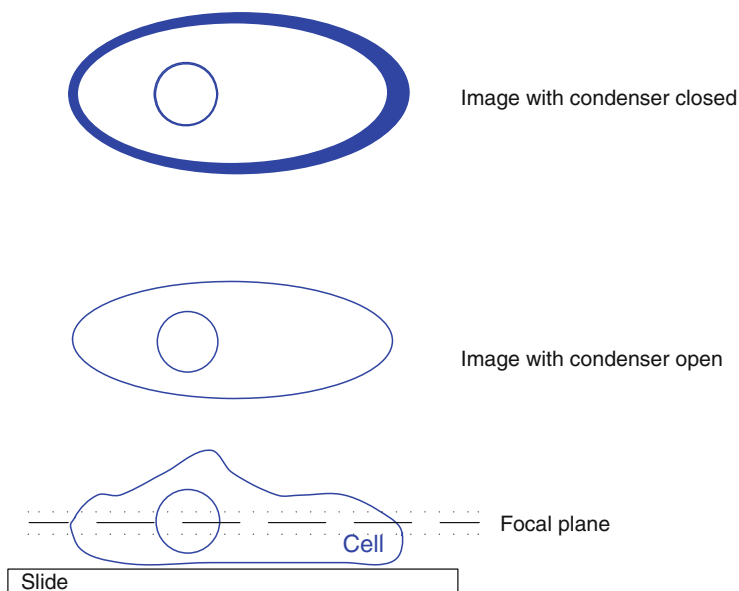 Image with condenser closed
Image with condenser open
Focal plane
Cell
Slide